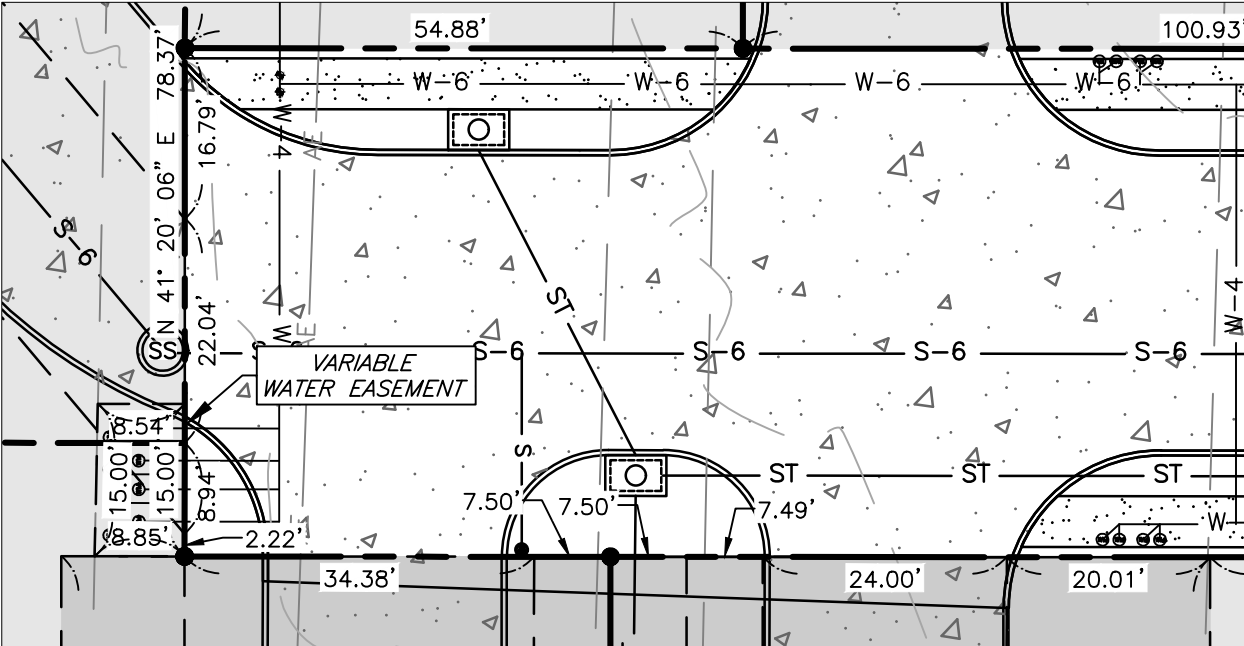 54.88'
100.93'
W-6 W-6 W-6 W-6
N 41° 20' 06" E 78.37'
16.79'
W-4
AE
S-6
ST
W-4
22.04'
AE
SS
S-6 S-6 S-6 S-6
VARIABLE
WATER EASEMENT
8.54'
S
15.00'
15.00'
8.94'
ST ST ST
7.50' 7.50' 7.49'
W
8.85'
2.22'
34.38'
24.00'
20.01'